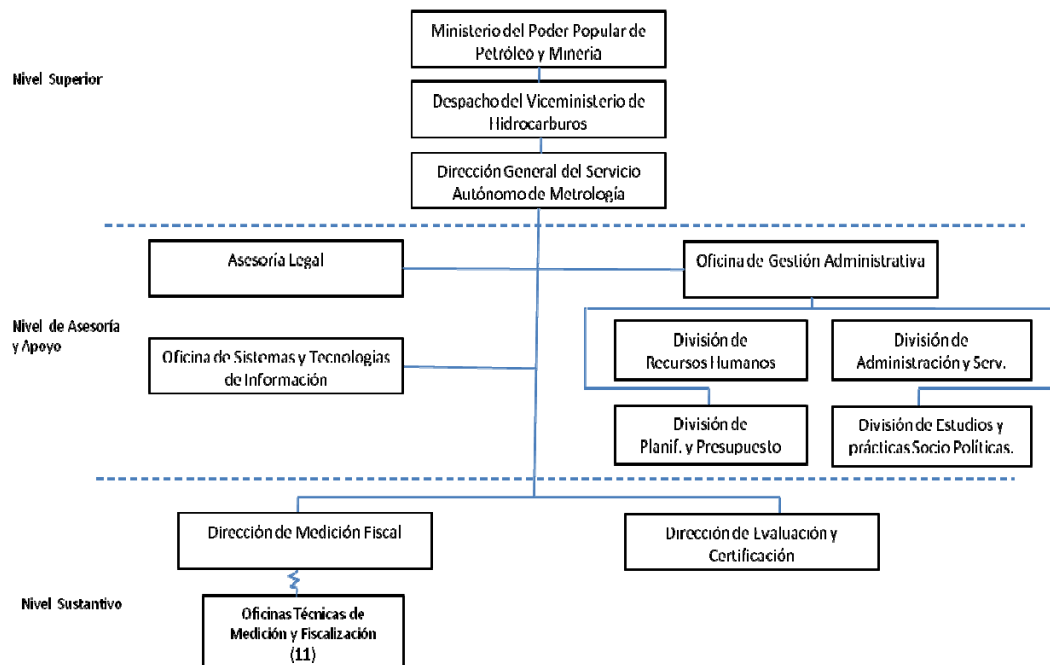 Ministerio del Poder Popular de
Petróleo y Mineria
Nivel Superior
Despacho del Viceministerio de
Hidrocarburos
Dirección General del Servicio
Autónomo de Metrología
Asesoría Legal
Oficina de Gestión Administrativa
Nivel de Asesoría
y Apoyo
Oficina de Sistemas y Tecnologias
de Información
División de
Recursos Humanos
División de
Administración y Serv.
División de
Planif. y Presupuesto
División de Estudios y
prácticas Socio Políticas.
Dirección de Medición Fiscal
Dirección de Evaluación y
Certificación
Nivel Sustantivo
Oficinas Técnicas de
Medición y Fiscalización
(11)